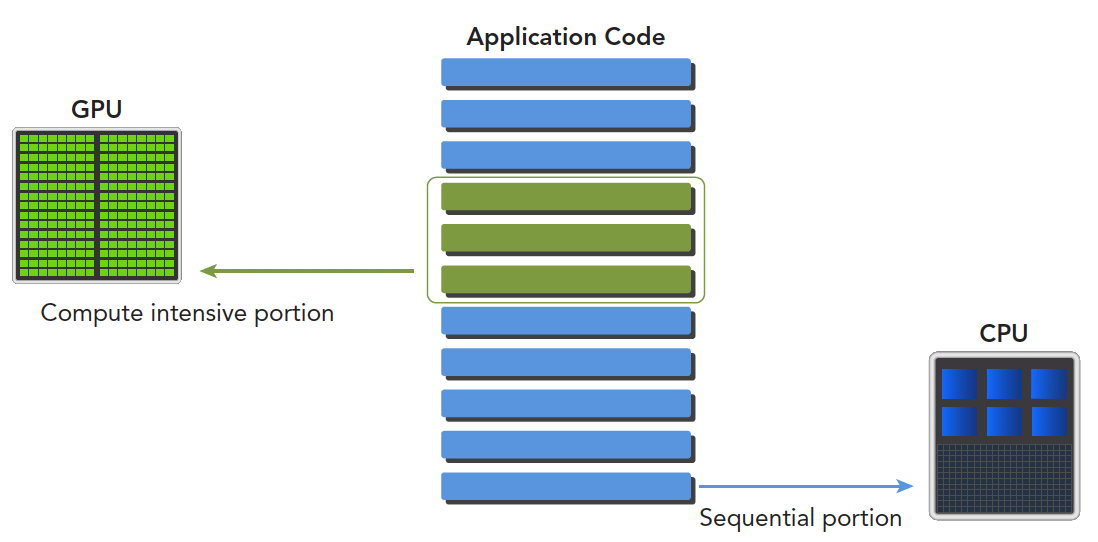 Application Code
GPU
Compute intensive portion
CPU
Sequential portion